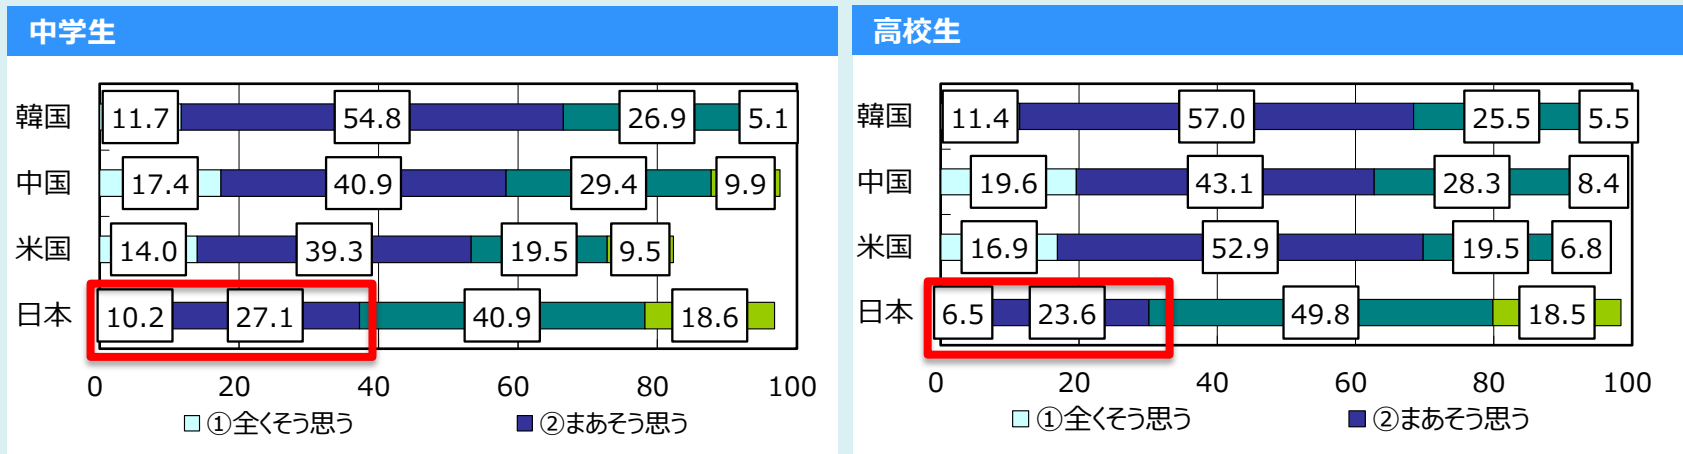 中学生
韓国 11.7 54.8 26.9 5.1
中国 17.4 40.9 29.4 9.9
米国 14.0 39.3 19.5 9.5
日本 10.2 27.1 40.9 18.6
0 20 40 60 80 100
①全くそう思う ②まあそう思う
高校生
韓国 11.4 57.0 25.5 5.5
中国 19.6 43.1 28.3 8.4
米国 16.9 52.9 19.5 6.8
日本 6.5 23.6 49.8 18.5
0 20 40 60 80 100
①全くそう思う ②まあそう思う